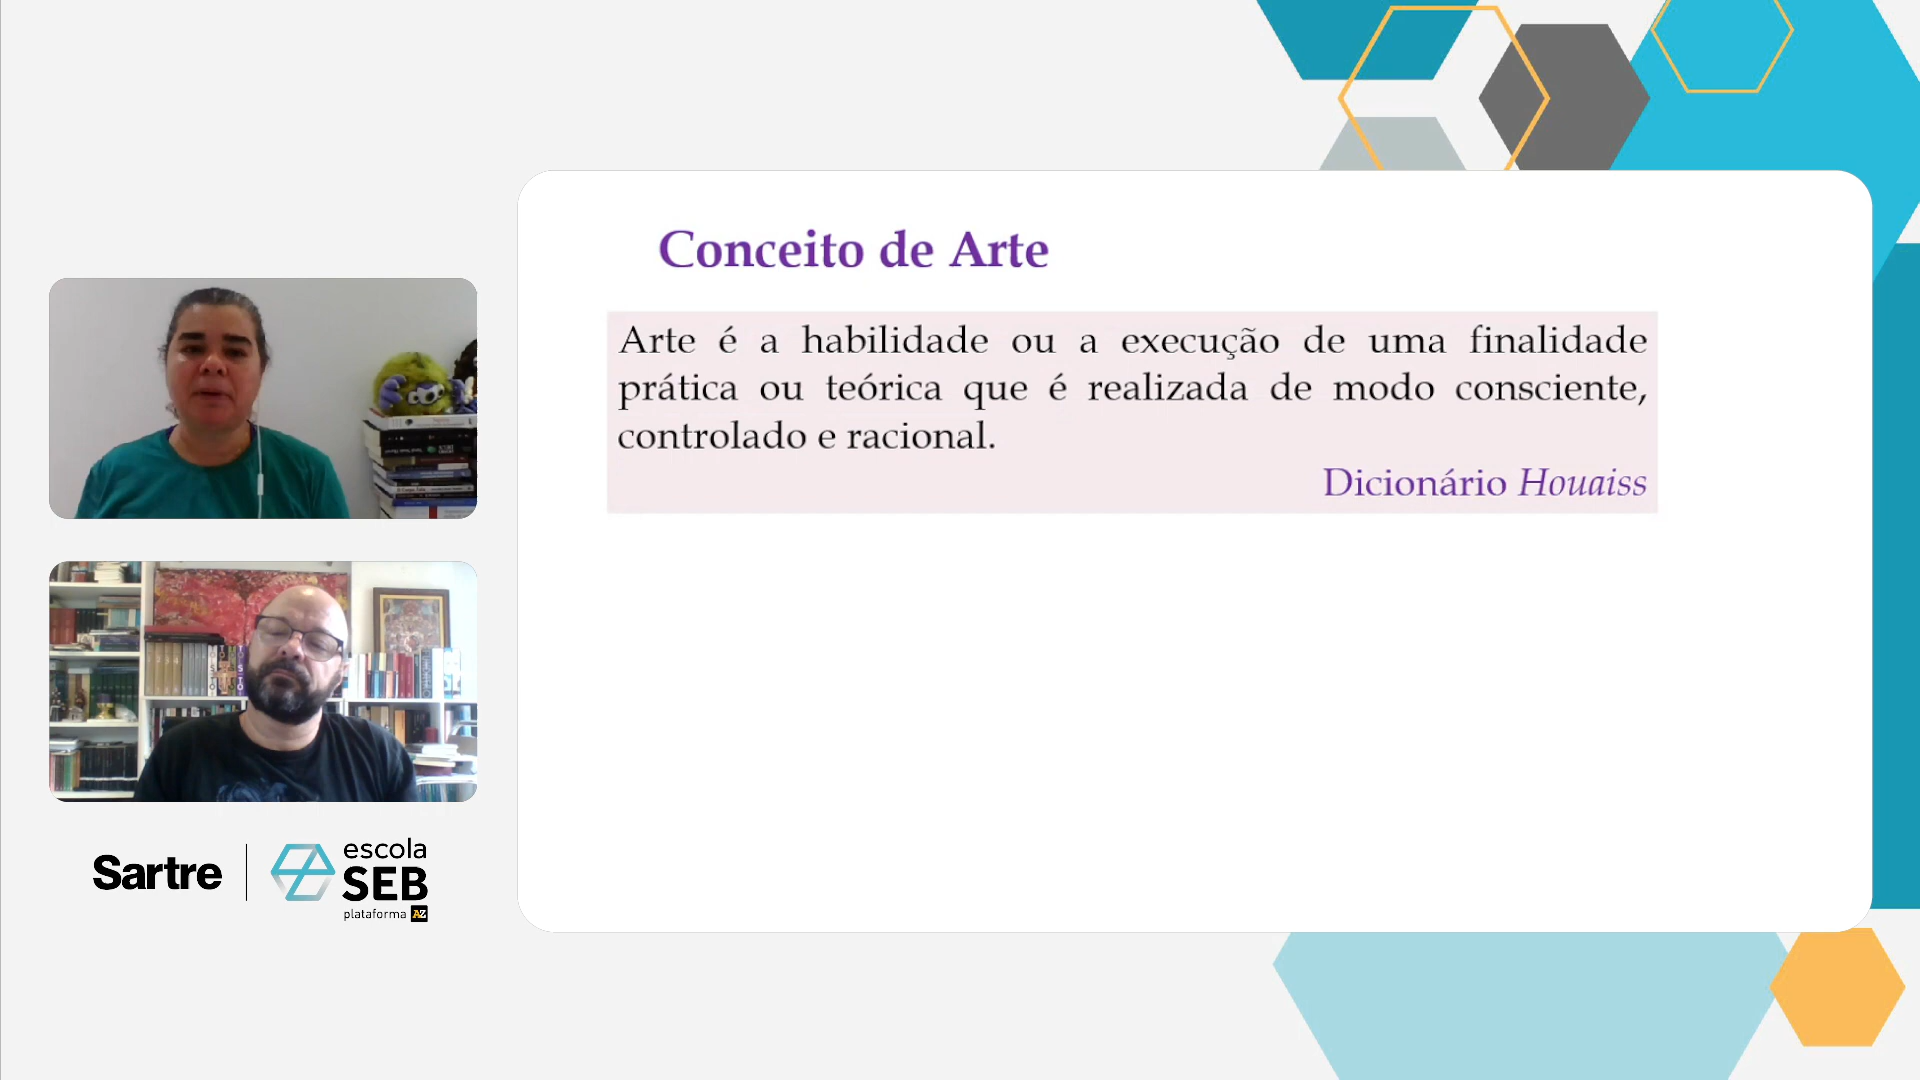 Conceito de Arte
Arte é a habilidade ou a execução de uma finalidade
prática ou teórica que é realizada de modo consciente,
controlado e racional.
Dicionário Houaiss
Sartre
escola
SEB
plataforma AZ